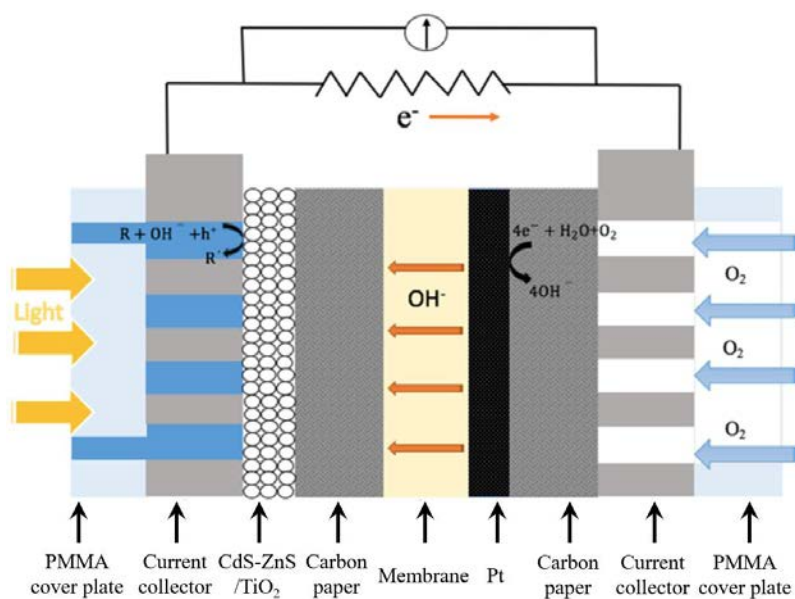 e⁻
R + OH⁻ +h⁺
R'
4e⁻ + H₂O+O₂
4OH⁻
Light
OH⁻
O₂
O₂
O₂
PMMA
cover plate
Current
collector
CdS-ZnS
/TiO₂
Carbon
paper
Membrane
Pt
Carbon
paper
Current
collector
PMMA
cover plate